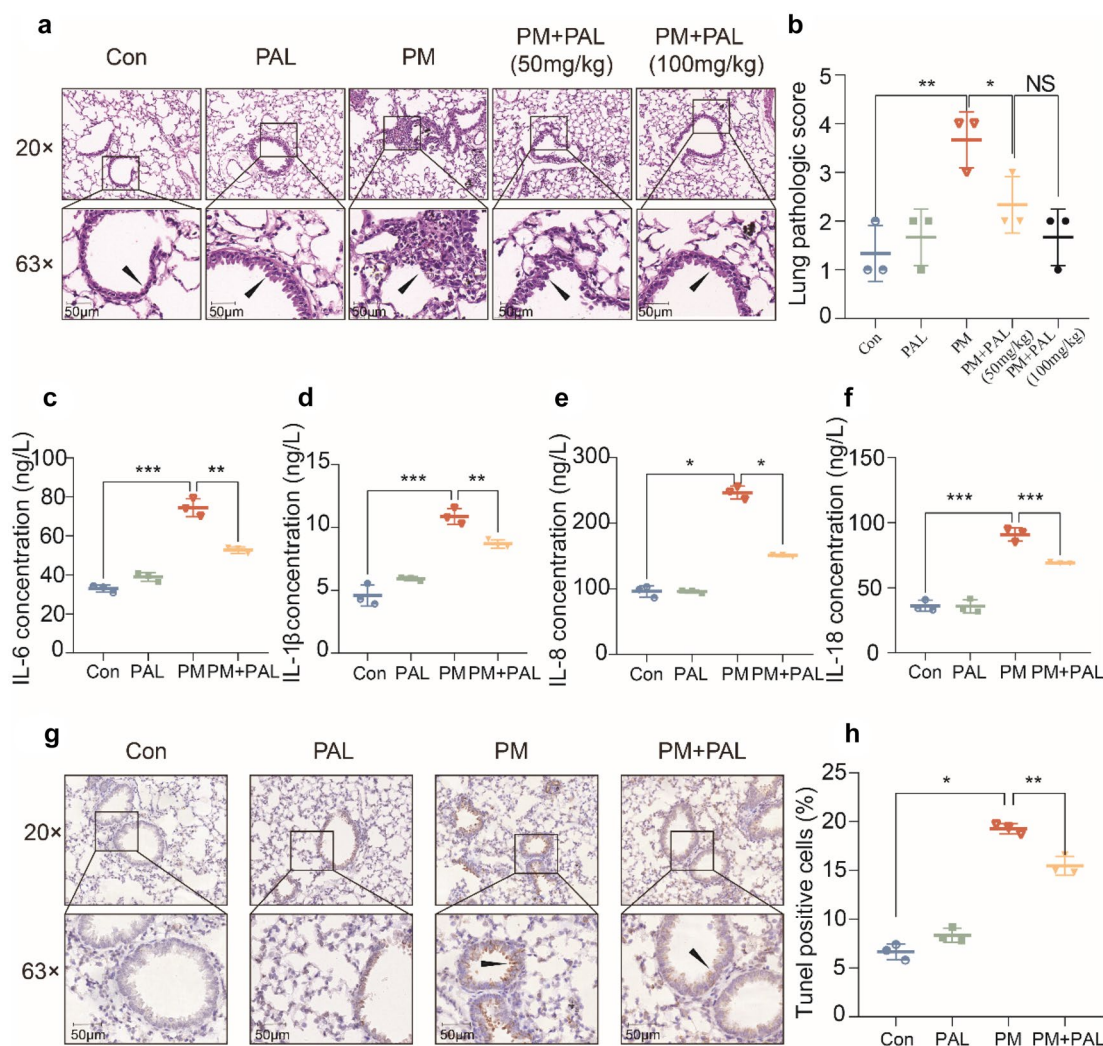 a
Con
PAL
PM
PM+PAL
(50mg/kg)
PM+PAL
(100mg/kg)
20×
63×
50μm
50μm
50μm
50μm
50μm
b
Lung pathologic score
5
4
3
2
1
0
**
*
NS
Con
PAL
PM
PM+PAL
(50mg/kg)
PM+PAL
(100mg/kg)
c
IL-6 concentration (ng/L)
100
80
60
40
20
0
***
**
Con
PAL
PM
PM+PAL
d
IL-1β concentration (ng/L)
15
10
5
0
***
**
Con
PAL
PM
PM+PAL
e
IL-8 concentration (ng/L)
300
200
100
0
*
*
Con
PAL
PM
PM+PAL
f
IL-18 concentration (ng/L)
150
100
50
0
***
***
Con
PAL
PM
PM+PAL
g
Con
PAL
PM
PM+PAL
20×
63×
50μm
50μm
50μm
50μm
h
Tunel positive cells (%)
25
20
15
10
5
0
*
**
Con
PAL
PM
PM+PAL